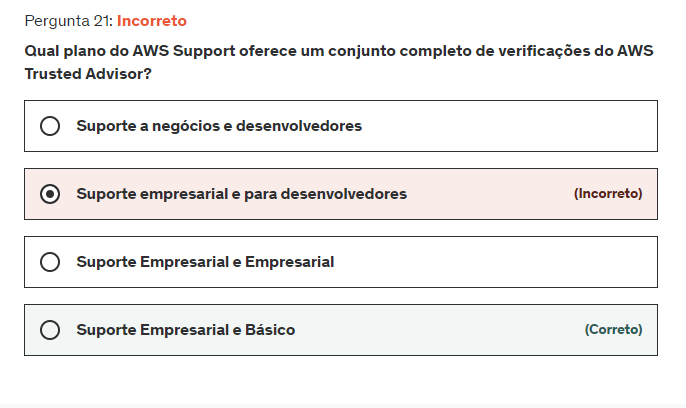 Pergunta 21: Incorreto
Qual plano do AWS Support oferece um conjunto completo de verificações do AWS
Trusted Advisor?
Suporte a negócios e desenvolvedores
Suporte empresarial e para desenvolvedores (Incorreto)
Suporte Empresarial e Empresarial
Suporte Empresarial e Básico (Correto)